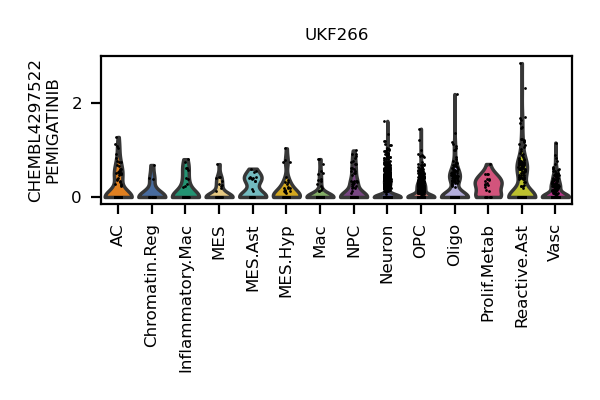 UKF266
CHEMBL4297522
PEMIGATINIB
2
0
AC
Chromatin.Reg
Inflammatory.Mac
MES
MES.Ast
MES.Hyp
Mac
NPC
Neuron
OPC
Oligo
Prolif.Metab
Reactive.Ast
Vasc